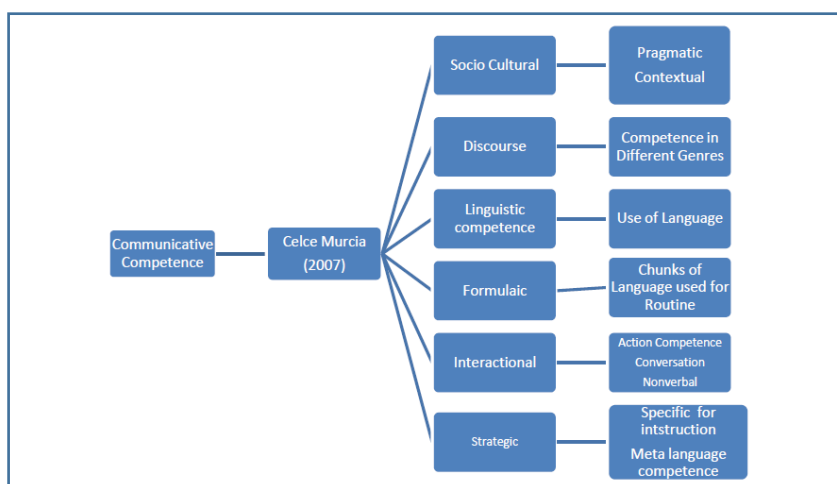 Communicative
Competence
Celce Murcia
(2007)
Socio Cultural
Pragmatic
Contextual
Discourse
Competence in
Different Genres
Linguistic
competence
Use of Language
Formulaic
Chunks of
Language used for
Routine
Interactional
Action Competence
Conversation
Nonverbal
Strategic
Specific for
intstruction
Meta language
competence